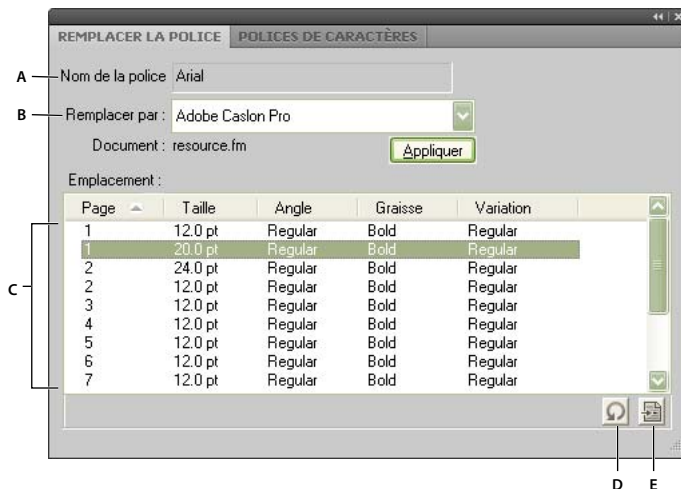 REMPLACER LA POLICE POLICES DE CARACTÈRES
A Nom de la police Arial
B Remplacer par : Adobe Caslon Pro
Document : resource.fm Appliquer
Emplacement :
Page Taille Angle Graisse Variation
1 12.0 pt Regular Bold Regular
1 20.0 pt Regular Bold Regular
2 24.0 pt Regular Bold Regular
2 12.0 pt Regular Bold Regular
C
3 12.0 pt Regular Bold Regular
4 12.0 pt Regular Bold Regular
5 12.0 pt Regular Bold Regular
6 12.0 pt Regular Bold Regular
7 12.0 pt Regular Bold Regular
D E